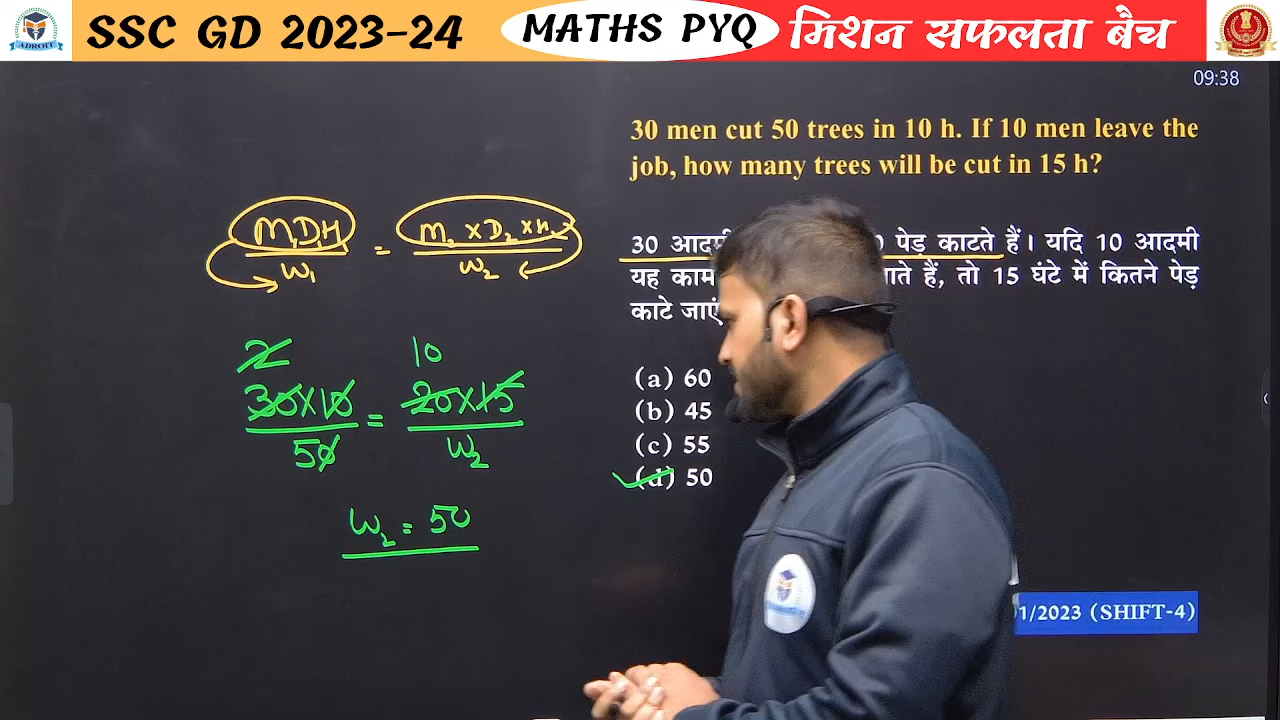 SSC GD 2023-24
MATHS PYQ
मिशन सफलता बैच
ADROIT
09:38
30 men cut 50 trees in 10 h. If 10 men leave the
job, how many trees will be cut in 15 h?
30 आदमी पेड़ काटते हैं। यदि 10 आदमी
यह काम हैं, तो 15 घंटे में कितने पेड़
काटे जाएं
(a) 60
(b) 45
(c) 55
(d) 50
M₁D₁H₁ = M₂ × D₂ × H₂
W₁ W₂
2 10
30×10 = 20×15
50 W₂
W₂ = 50
1/2023 (SHIFT-4)